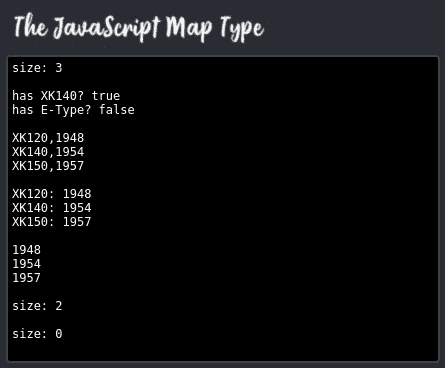 The JavaScript Map Type
size: 3
has XK140? true
has E-Type? false
XK120,1948
XK140,1954
XK150,1957
XK120: 1948
XK140: 1954
XK150: 1957
1948
1954
1957
size: 2
size: 0